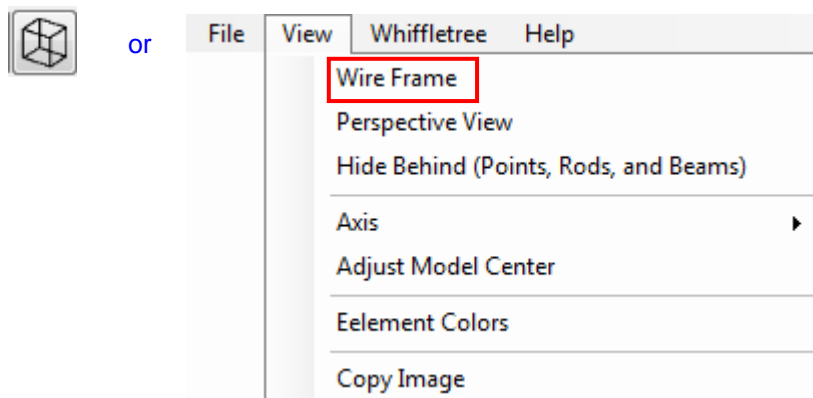 or
File View Whiffletree Help
Wire Frame
Perspective View
Hide Behind (Points, Rods, and Beams)
Axis
Adjust Model Center
Eelement Colors
Copy Image